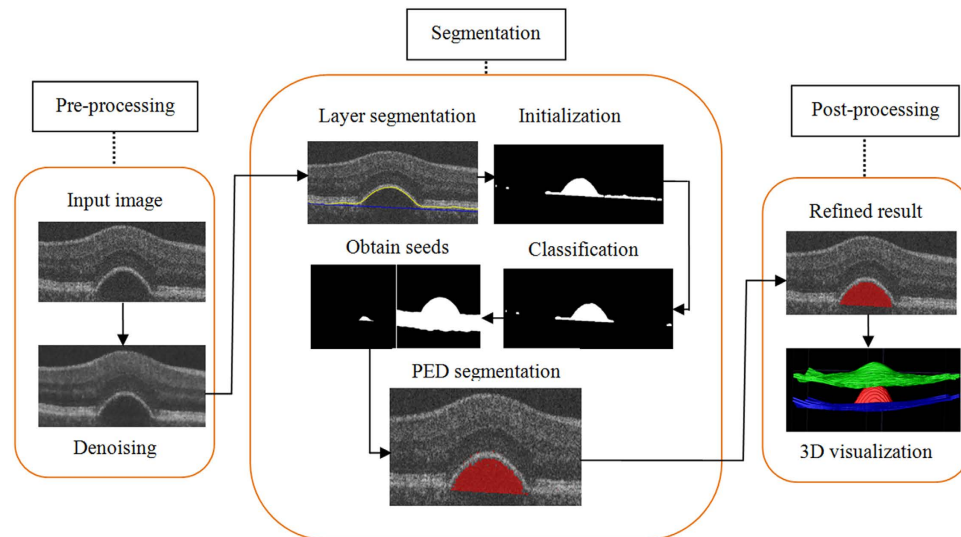 Segmentation
Pre-processing
Post-processing
Layer segmentation
Initialization
Input image
Refined result
Obtain seeds
Classification
PED segmentation
Denoising
3D visualization